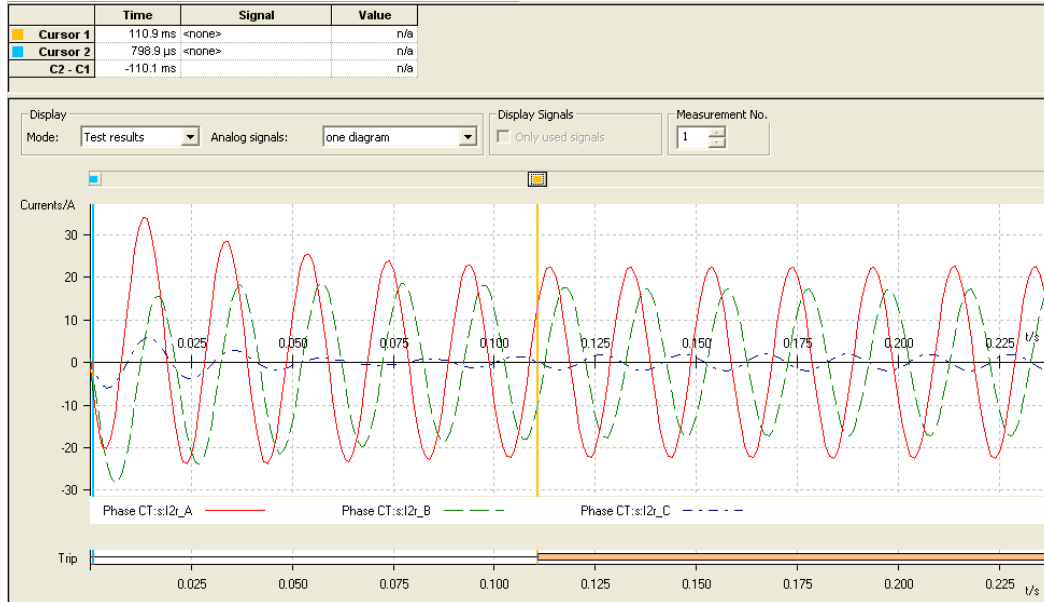 Time Signal Value
Cursor 1 110.9 ms <none> n/a
Cursor 2 798.9 µs <none> n/a
C2 - C1 -110.1 ms n/a
Display
Display Signals
Measurement No.
Mode: Test results Analog signals: one diagram Only used signals 1
Currents/A
30
20
10
0.025 0.050 0.075 0.100 0.125 0.150 0.175 0.200 0.225 t/s
0
-10
-20
-30
Phase CT:s:I2r_A Phase CT:s:I2r_B Phase CT:s:I2r_C
Trip
0.025 0.050 0.075 0.100 0.125 0.150 0.175 0.200 0.225 t/s